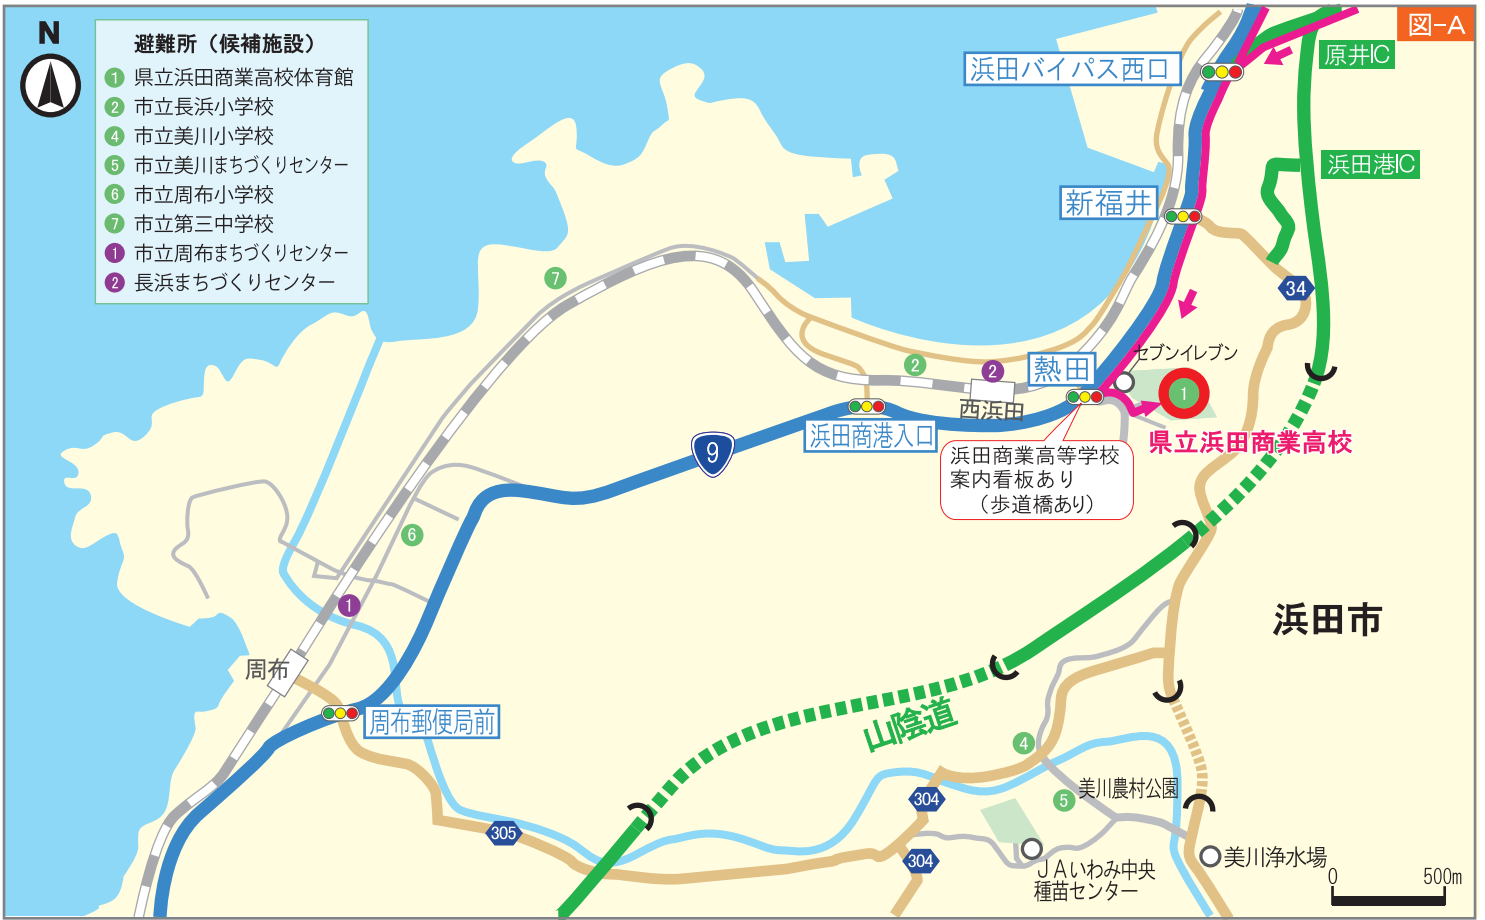 N
避難所（候補施設）
1 県立浜田商業高校体育館
2 市立長浜小学校
4 市立美川小学校
5 市立美川まちづくりセンター
6 市立周布小学校
7 市立第三中学校
1 市立周布まちづくりセンター
2 長浜まちづくりセンター
図-A
原井IC
浜田バイパス西口
浜田港IC
新福井
34
7
セブンイレブン
熱田
2
2
1
西浜田
浜田商港入口
県立浜田商業高校
9
浜田商業高等学校
案内看板あり
（歩道橋あり）
6
1
浜田市
周布
周布郵便局前
山陰道
4
美川農村公園
5
304
305
304
美川浄水場
JAいわみ中央
種苗センター
0 500m